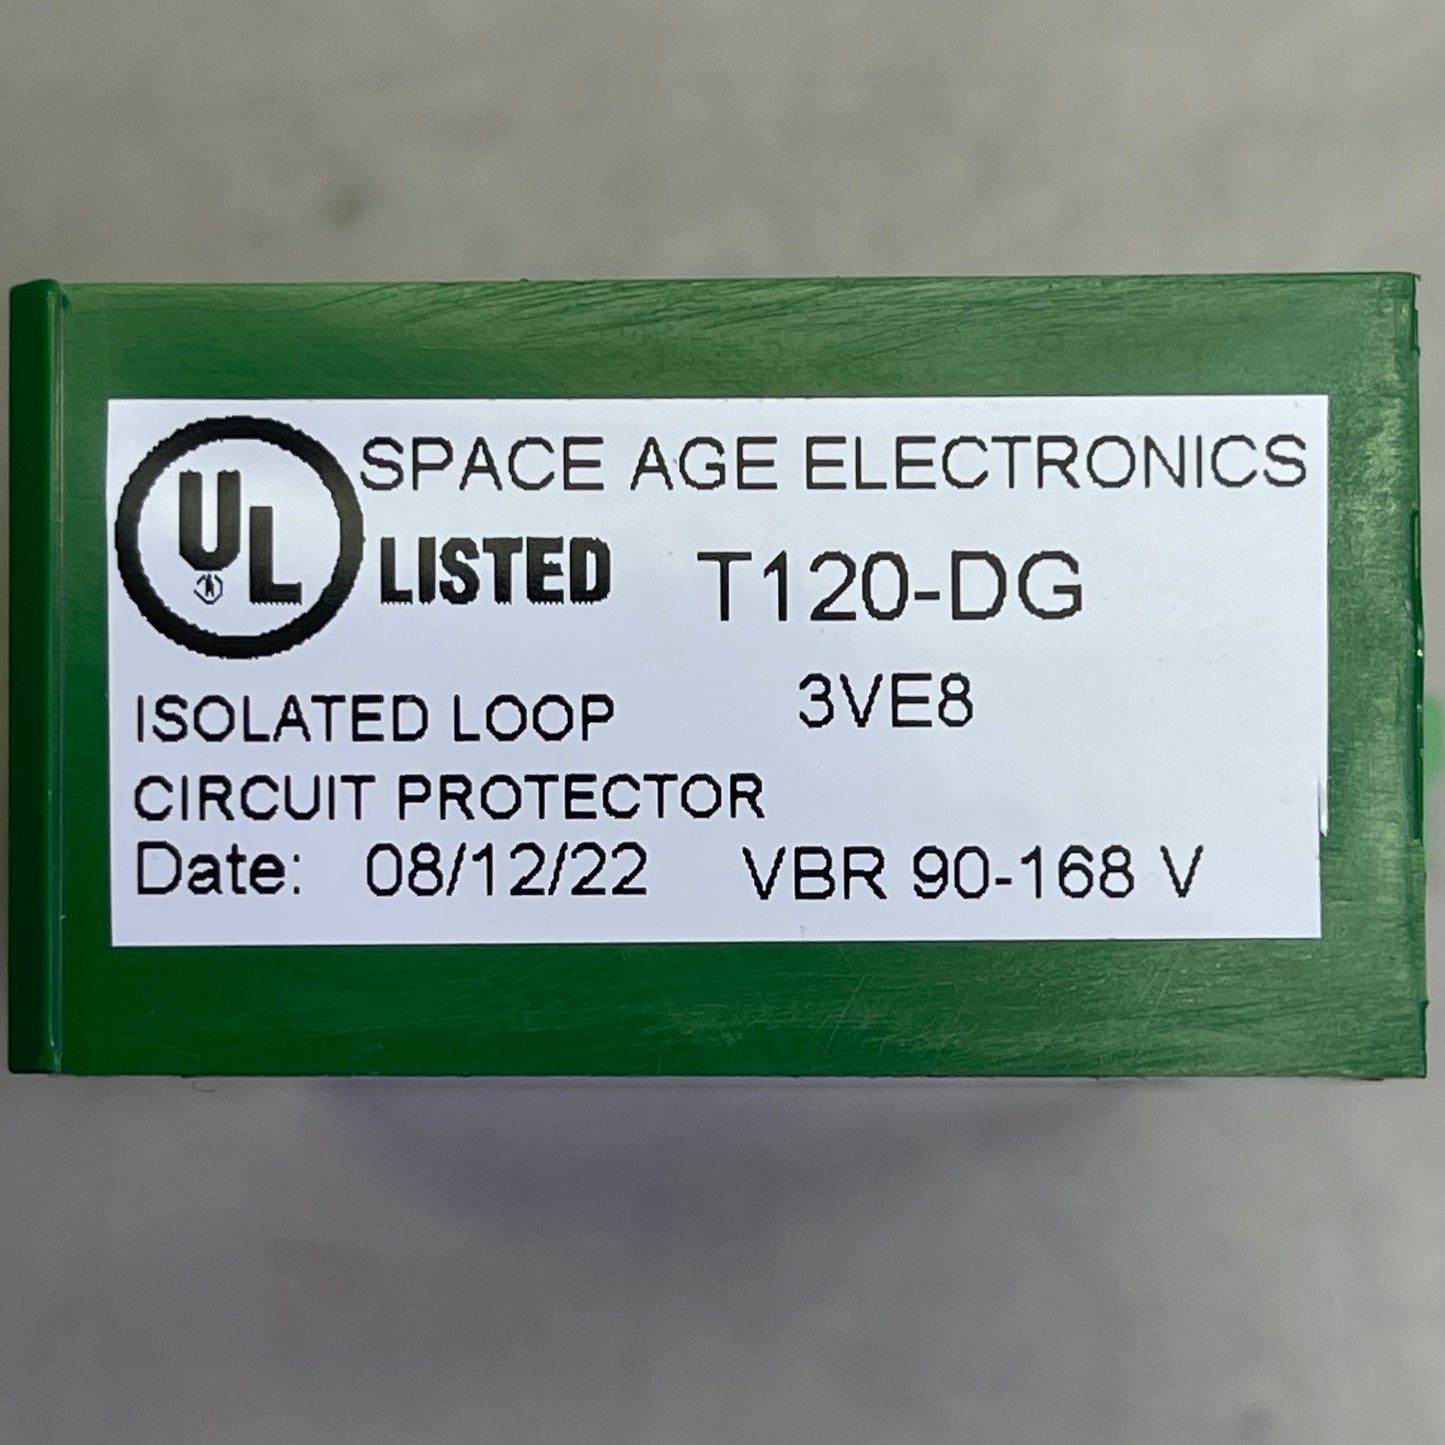 UL SPACE AGE ELECTRONICS
LISTED T120-DG
ISOLATED LOOP 3VE8
CIRCUIT PROTECTOR
Date: 08/12/22 VBR 90-168 V